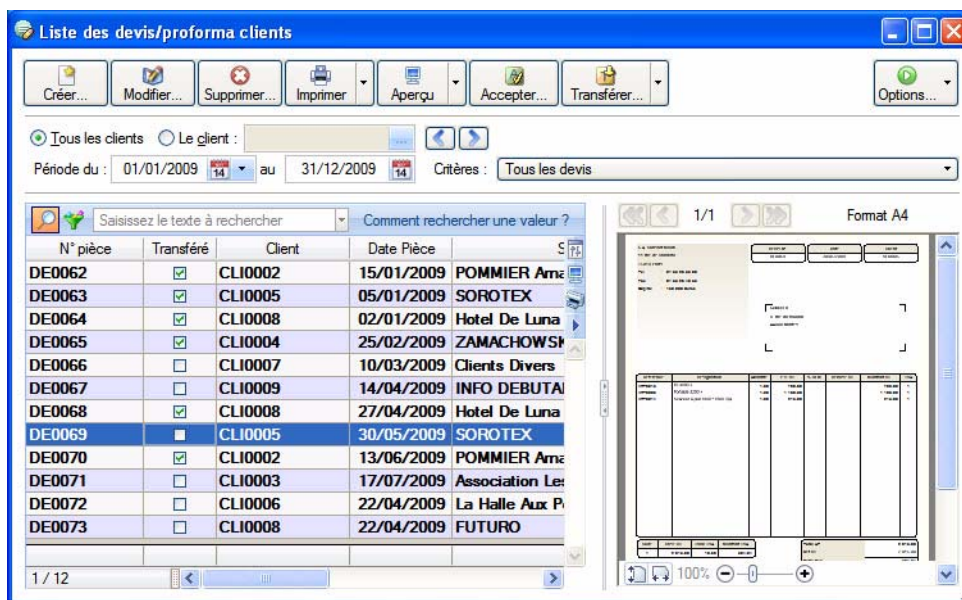 Liste des devis/proforma clients
Créer... Modifier... Supprimer... Imprimer Aperçu Accepter... Transférer... Options...
Tous les clients Le client : ...
Période du : 01/01/2009 14 au 31/12/2009 14 Critères : Tous les devis
Saisissez le texte à rechercher Comment rechercher une valeur ? 1/1 Format A4
N° pièce Transféré Client Date Pièce S
DE0062 CLI0002 15/01/2009 POMMIER Ama
DE0063 CLI0005 05/01/2009 SOROTEX
DE0064 CLI0008 02/01/2009 Hotel De Luna
DE0065 CLI0004 25/02/2009 ZAMACHOWSK
DE0066 CLI0007 10/03/2009 Clients Divers
DE0067 CLI0009 14/04/2009 INFO DEBUTA
DE0068 CLI0008 27/04/2009 Hotel De Luna
DE0069 CLI0005 30/05/2009 SOROTEX
DE0070 CLI0002 13/06/2009 POMMIER Ama
DE0071 CLI0003 17/07/2009 Association Les
DE0072 CLI0006 22/04/2009 La Halle Aux P
DE0073 CLI0008 22/04/2009 FUTURO
1 / 12 100%